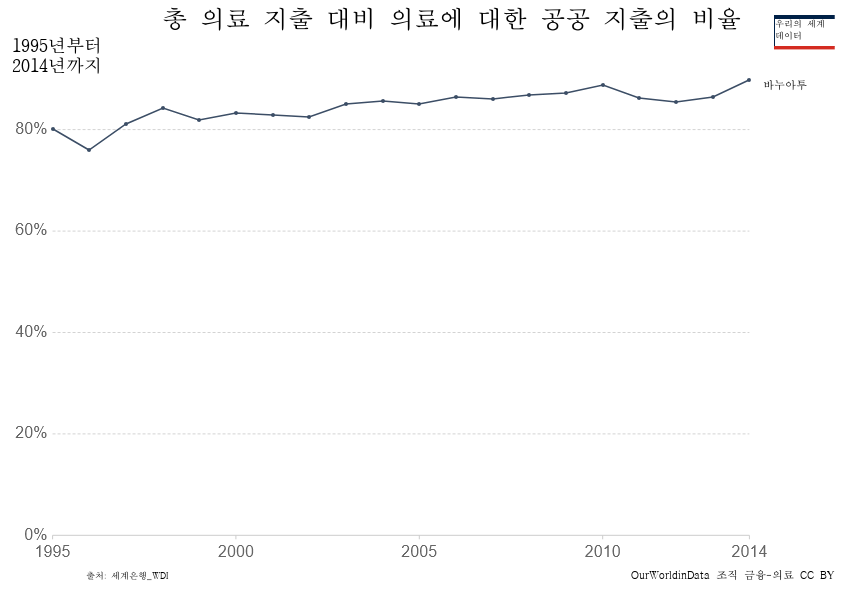 총 의료 지출 대비 의료에 대한 공공 지출의 비율
1995년부터
2014년까지
우리의 세계
데이터
바누아투
80%
60%
40%
20%
0%
1995 2000 2005 2010 2014
출처: 세계은행_WDI
OurWorldinData 조직 금융-의료 CC BY